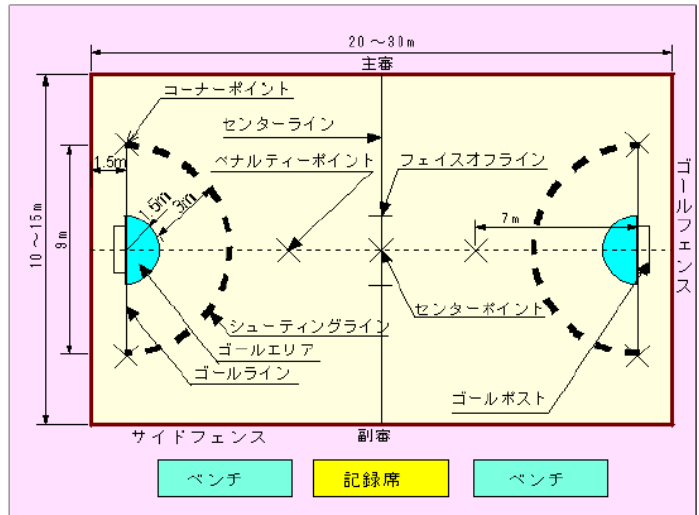 20～30m
主審
コーナーポイント
センターライン
1.5m
ペナルティーポイント
フェイスオフライン
ゴールフェンス
1.5m
3m
7m
10～15m
9m
センターポイント
シューティングライン
ゴールエリア
ゴールライン
ゴールポスト
サイドフェンス
副審
ベンチ
記録席
ベンチ